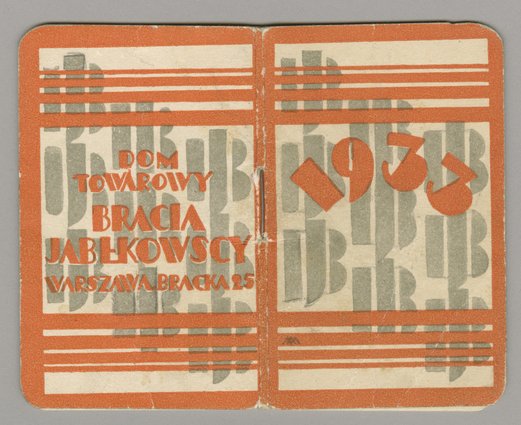 DOM
TOWAROWY
BRACIA
JABŁKOWSCY
WARSZAWA. BRACKA 25
1933